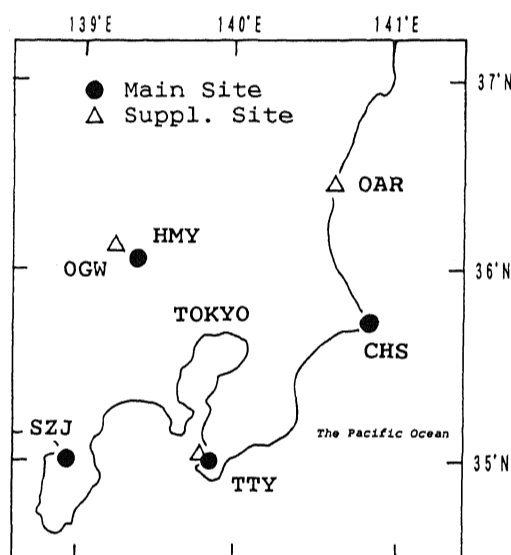 139°E 140°E 141°E
● Main Site
△ Suppl. Site
37°N
OAR
HMY
OGW
36°N
TOKYO
CHS
SZJ
The Pacific Ocean
35°N
TTY